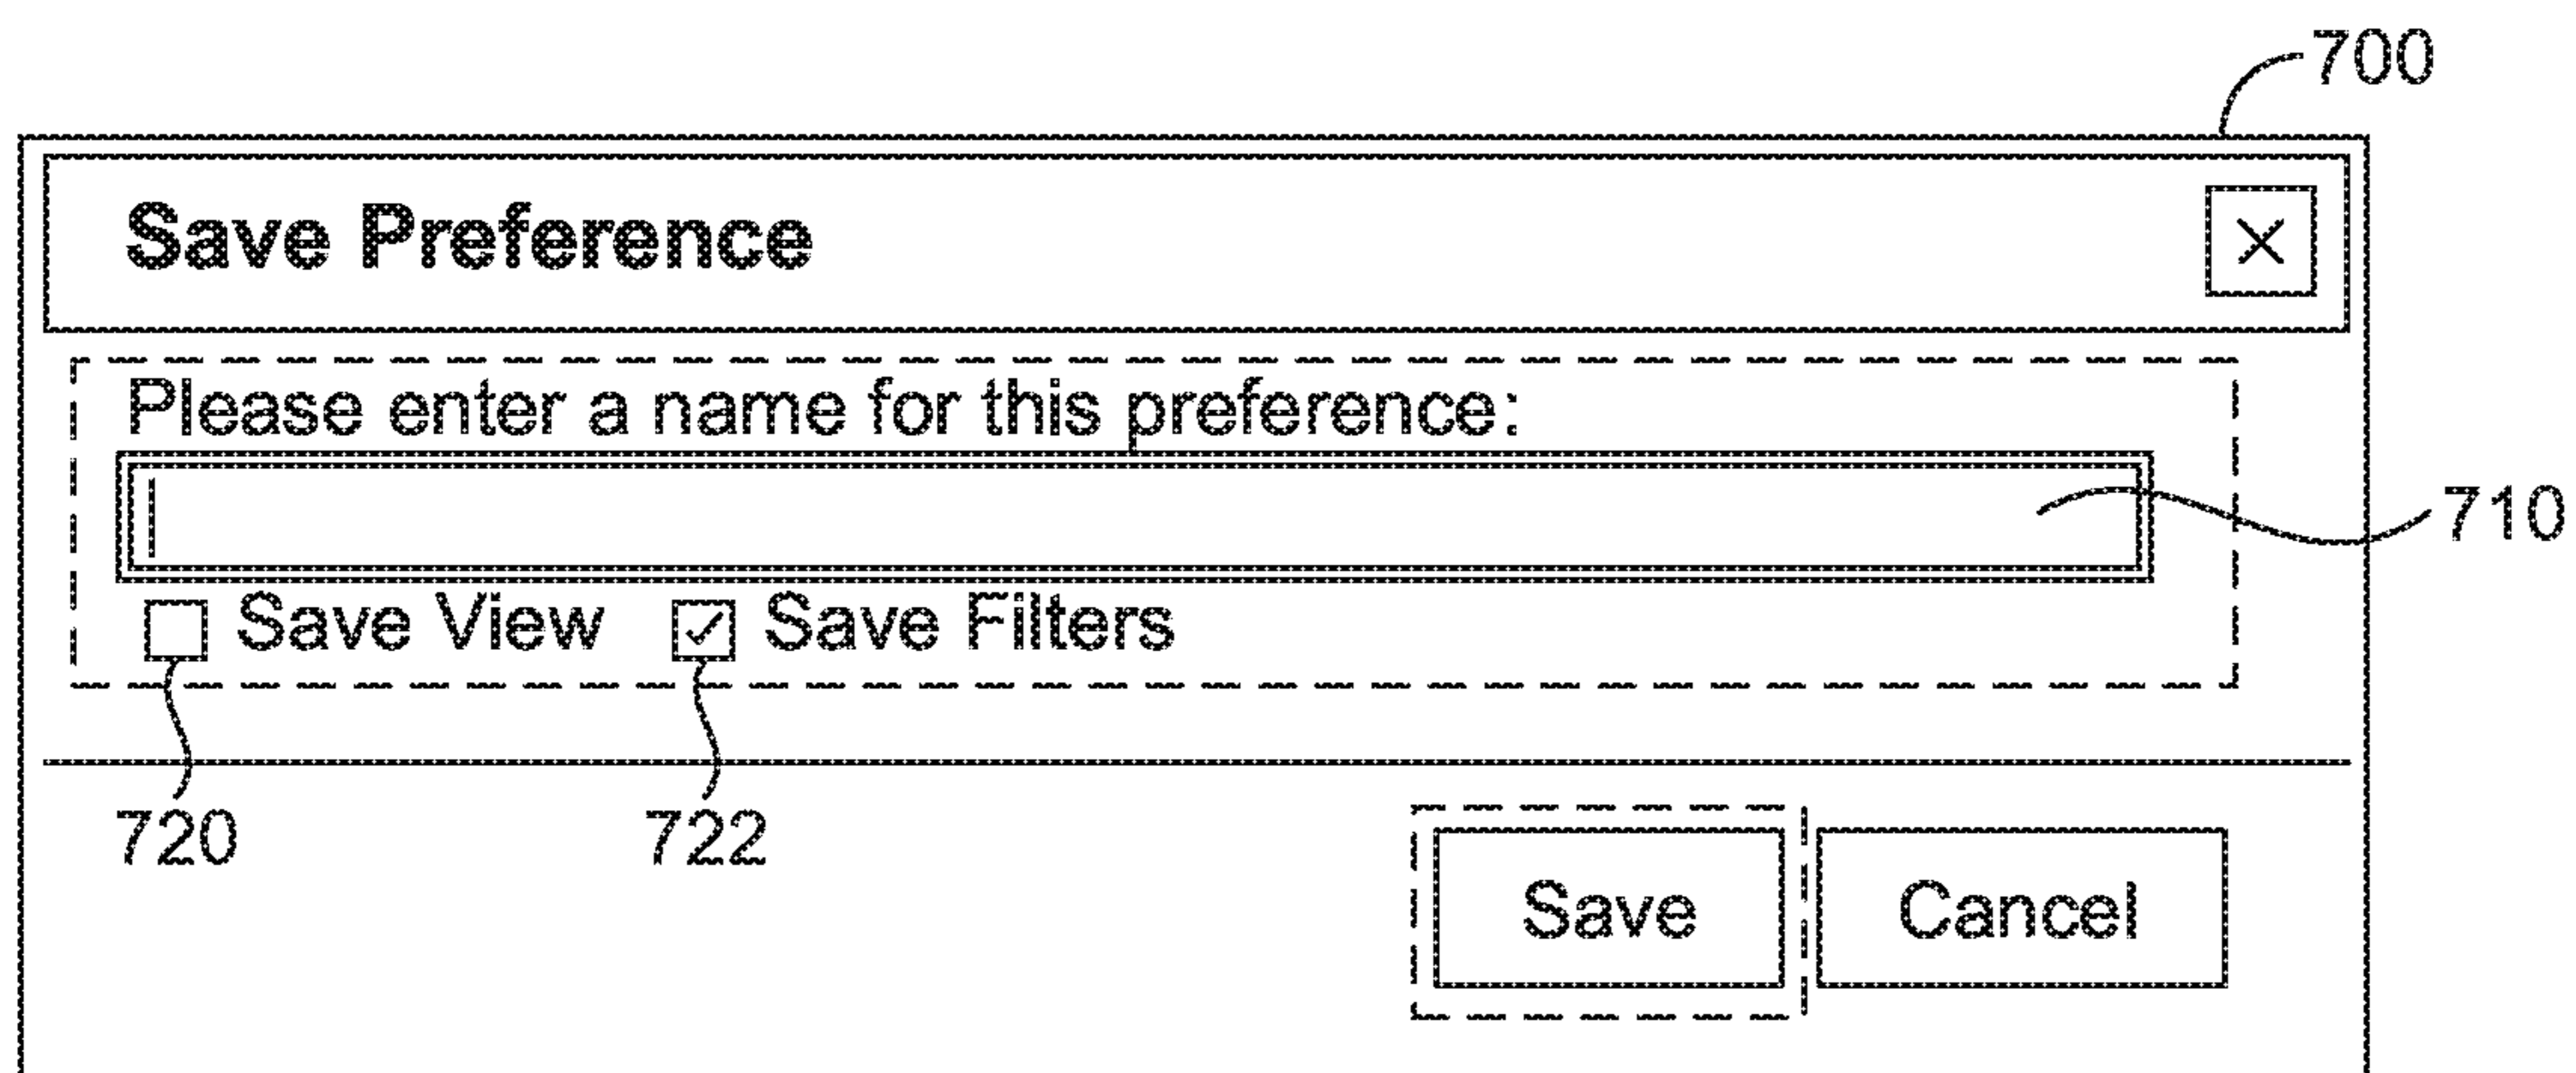 700
Save Preference
Please enter a name for this preference:
710
Save View Save Filters
720 722
Save Cancel